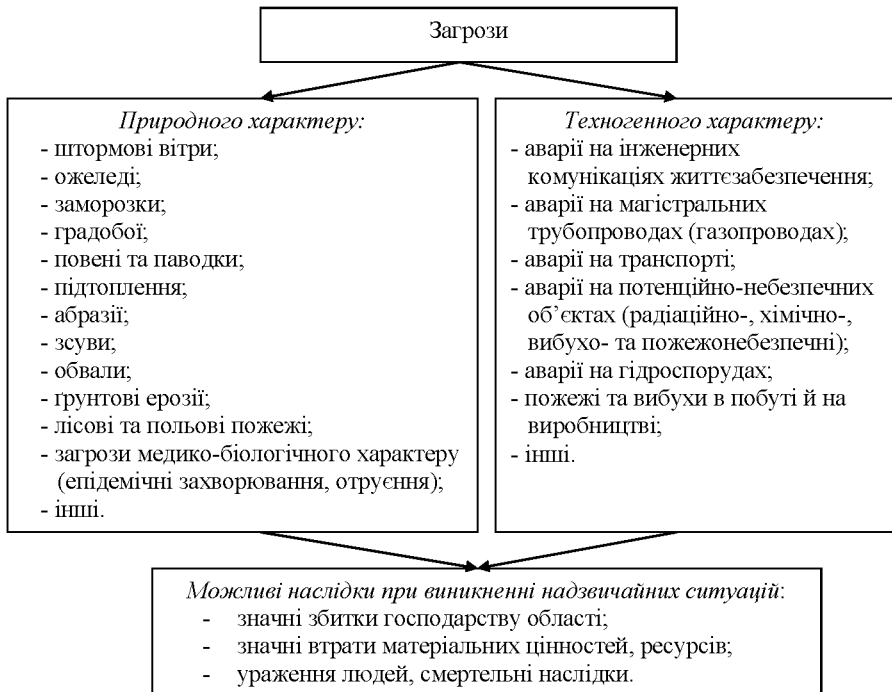 Загрози
Природного характеру:
- штормові вітри;
- ожеледі;
- заморозки;
- градобої;
- повені та паводки;
- підтоплення;
- абразії;
- зсуви;
- обвали;
- ґрунтові ерозії;
- лісові та польові пожежі;
- загрози медико-біологічного характеру
(епідемічні захворювання, отруєння);
- інші.
Техногенного характеру:
- аварії на інженерних
комунікаціях життєзабезпечення;
- аварії на магістральних
трубопроводах (газопроводах);
- аварії на транспорті;
- аварії на потенційно-небезпечних
об’єктах (радіаційно-, хімічно-,
вибухо- та пожежонебезпечні);
- аварії на гідроспорудах;
- пожежі та вибухи в побуті й на
виробництві;
- інші.
Можливі наслідки при виникненні надзвичайних ситуацій:
- значні збитки господарству області;
- значні втрати матеріальних цінностей, ресурсів;
- ураження людей, смертельні наслідки.